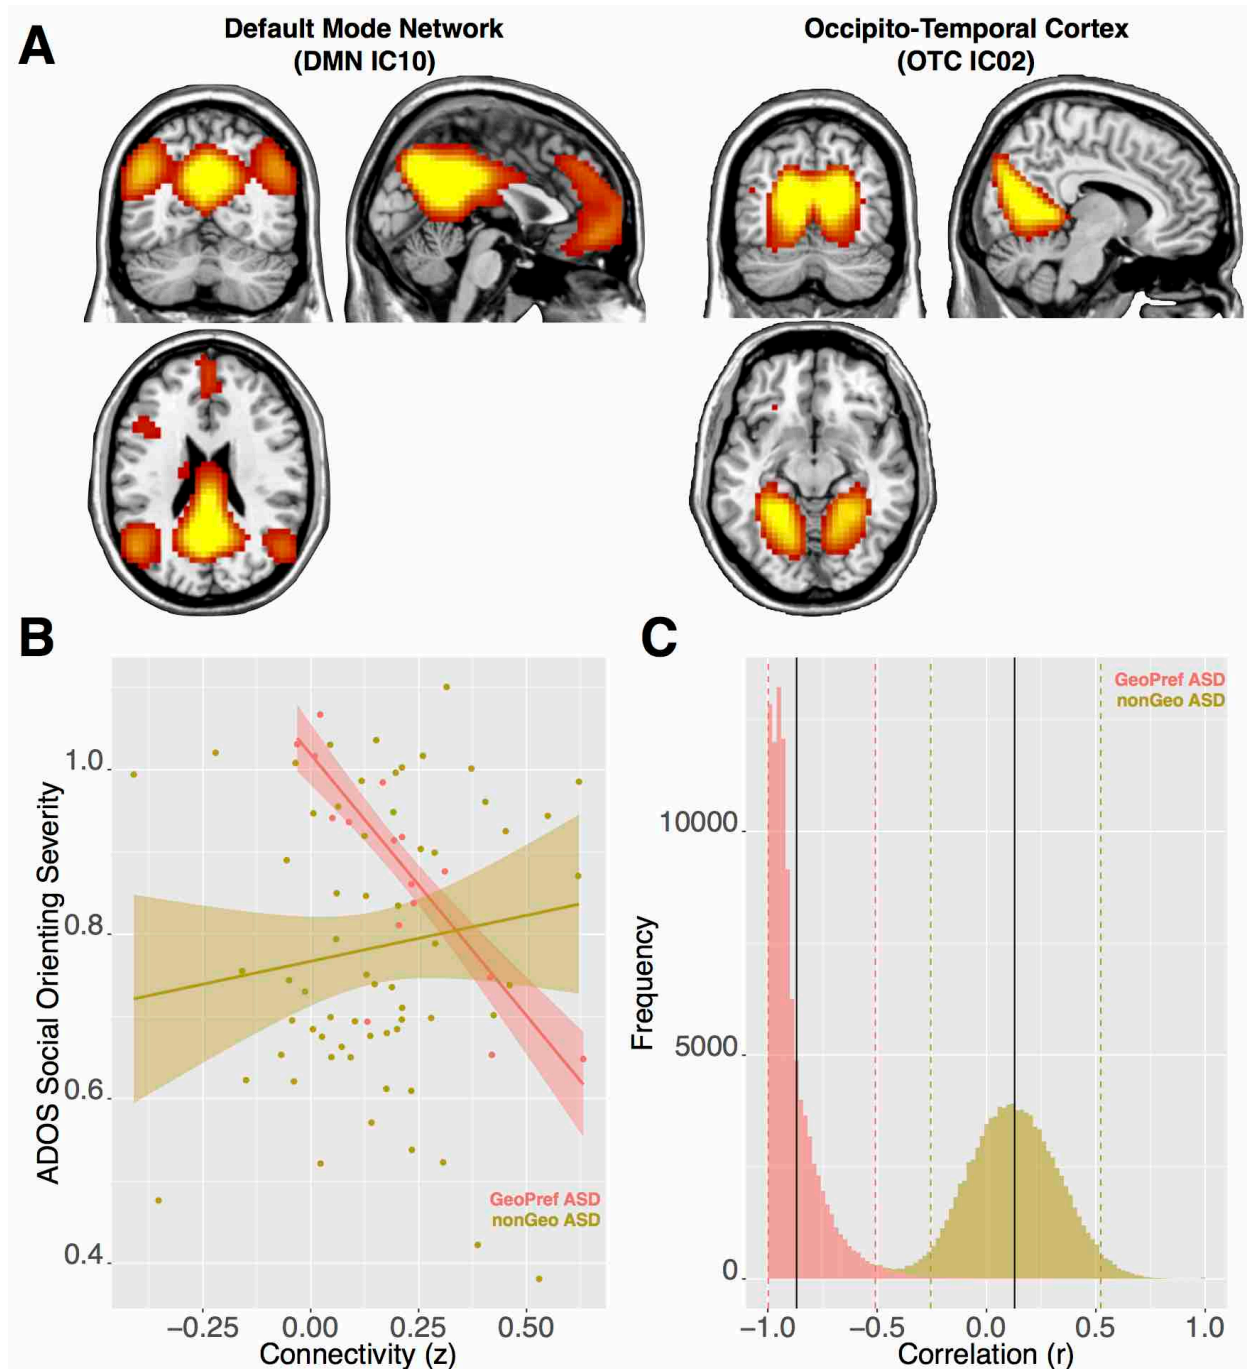 A
Default Mode Network
(DMN IC10)
Occipito-Temporal Cortex
(OTC IC02)
B
ADOS Social Orienting Severity
1.0
0.8
0.6
0.4
GeoPref ASD
nonGeo ASD
−0.25 0.00 0.25 0.50
Connectivity (z)
C
GeoPref ASD
nonGeo ASD
Frequency
10000
5000
0
−1.0 −0.5 0.0 0.5 1.0
Correlation (r)